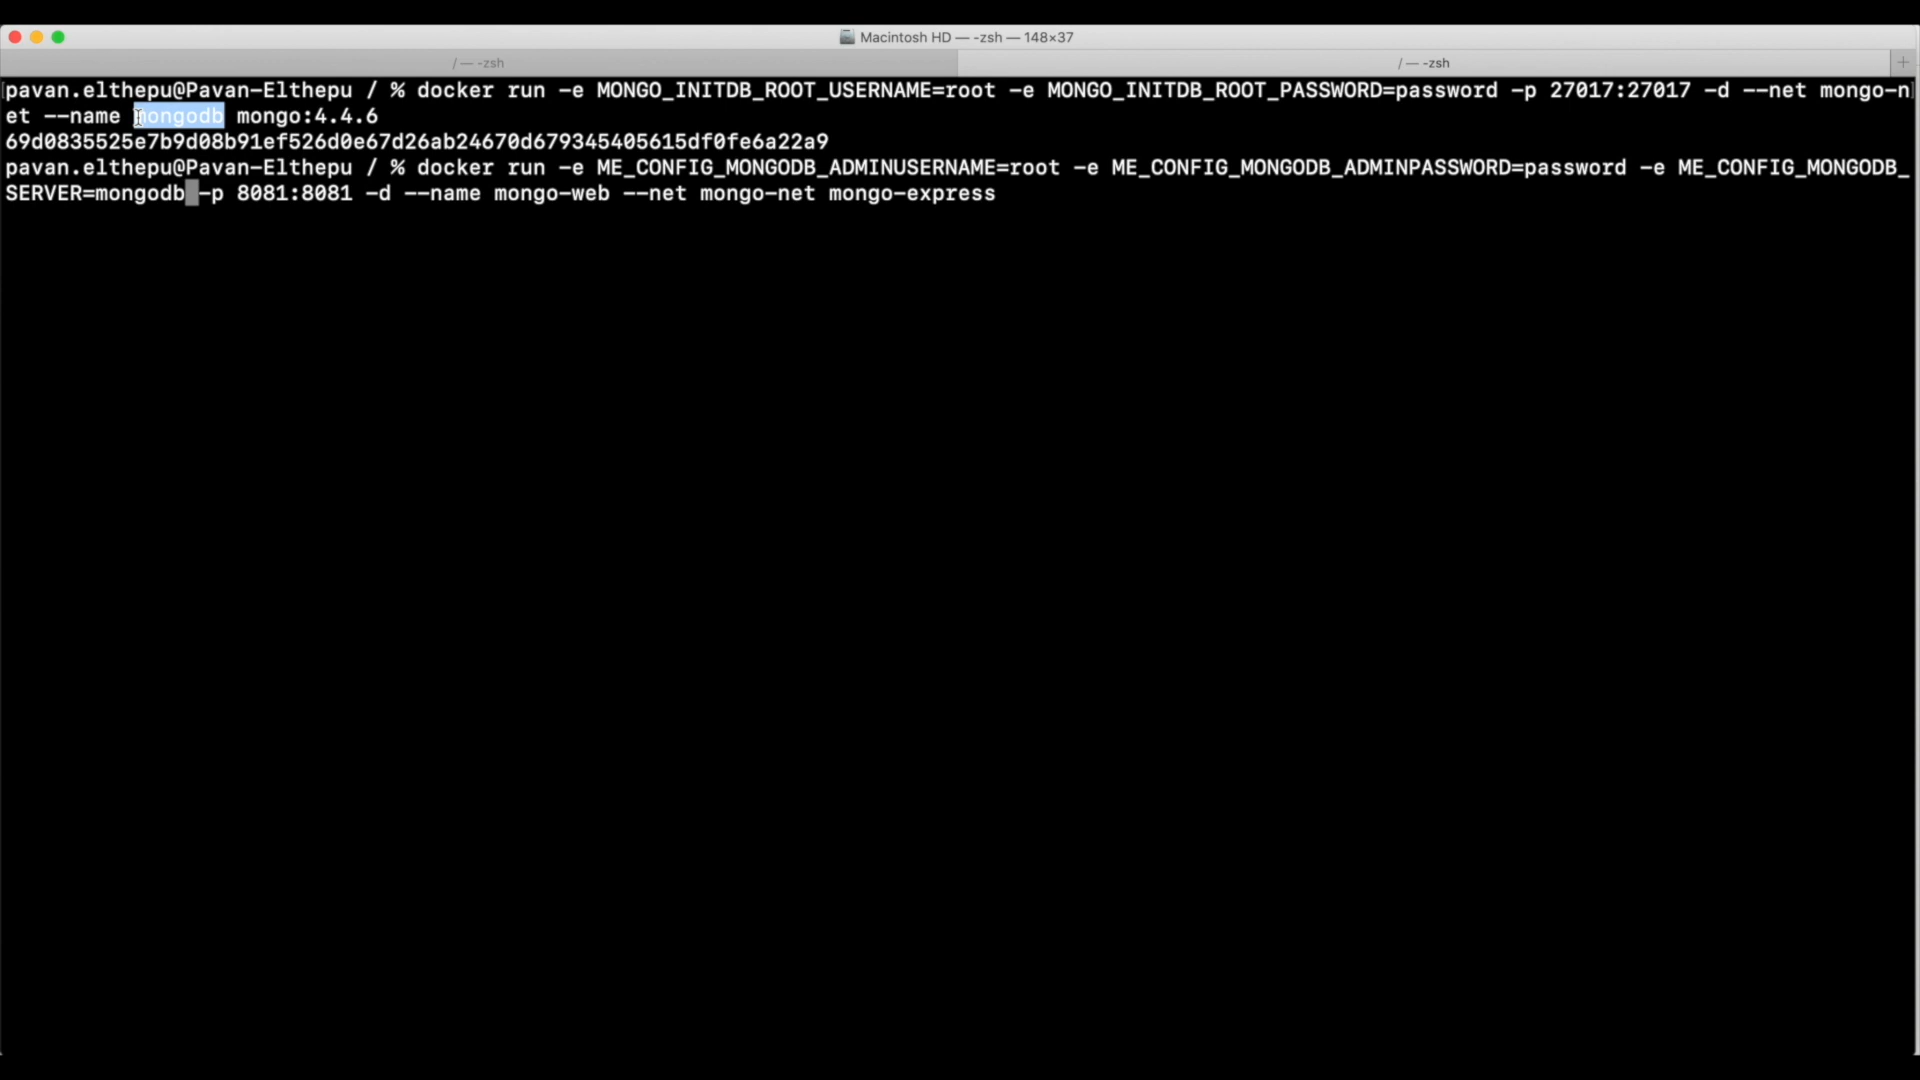 Macintosh HD — -zsh — 148×37
/ — -zsh
/ — -zsh
pavan.elthepu@Pavan-Elthepu / % docker run -e MONGO_INITDB_ROOT_USERNAME=root -e MONGO_INITDB_ROOT_PASSWORD=password -p 27017:27017 -d --net mongo-n
et --name mongodb mongo:4.4.6
69d0835525e7b9d08b91ef526d0e67d26ab24670d679345405615df0fe6a22a9
pavan.elthepu@Pavan-Elthepu / % docker run -e ME_CONFIG_MONGODB_ADMINUSERNAME=root -e ME_CONFIG_MONGODB_ADMINPASSWORD=password -e ME_CONFIG_MONGODB_
SERVER=mongodb -p 8081:8081 -d --name mongo-web --net mongo-net mongo-express